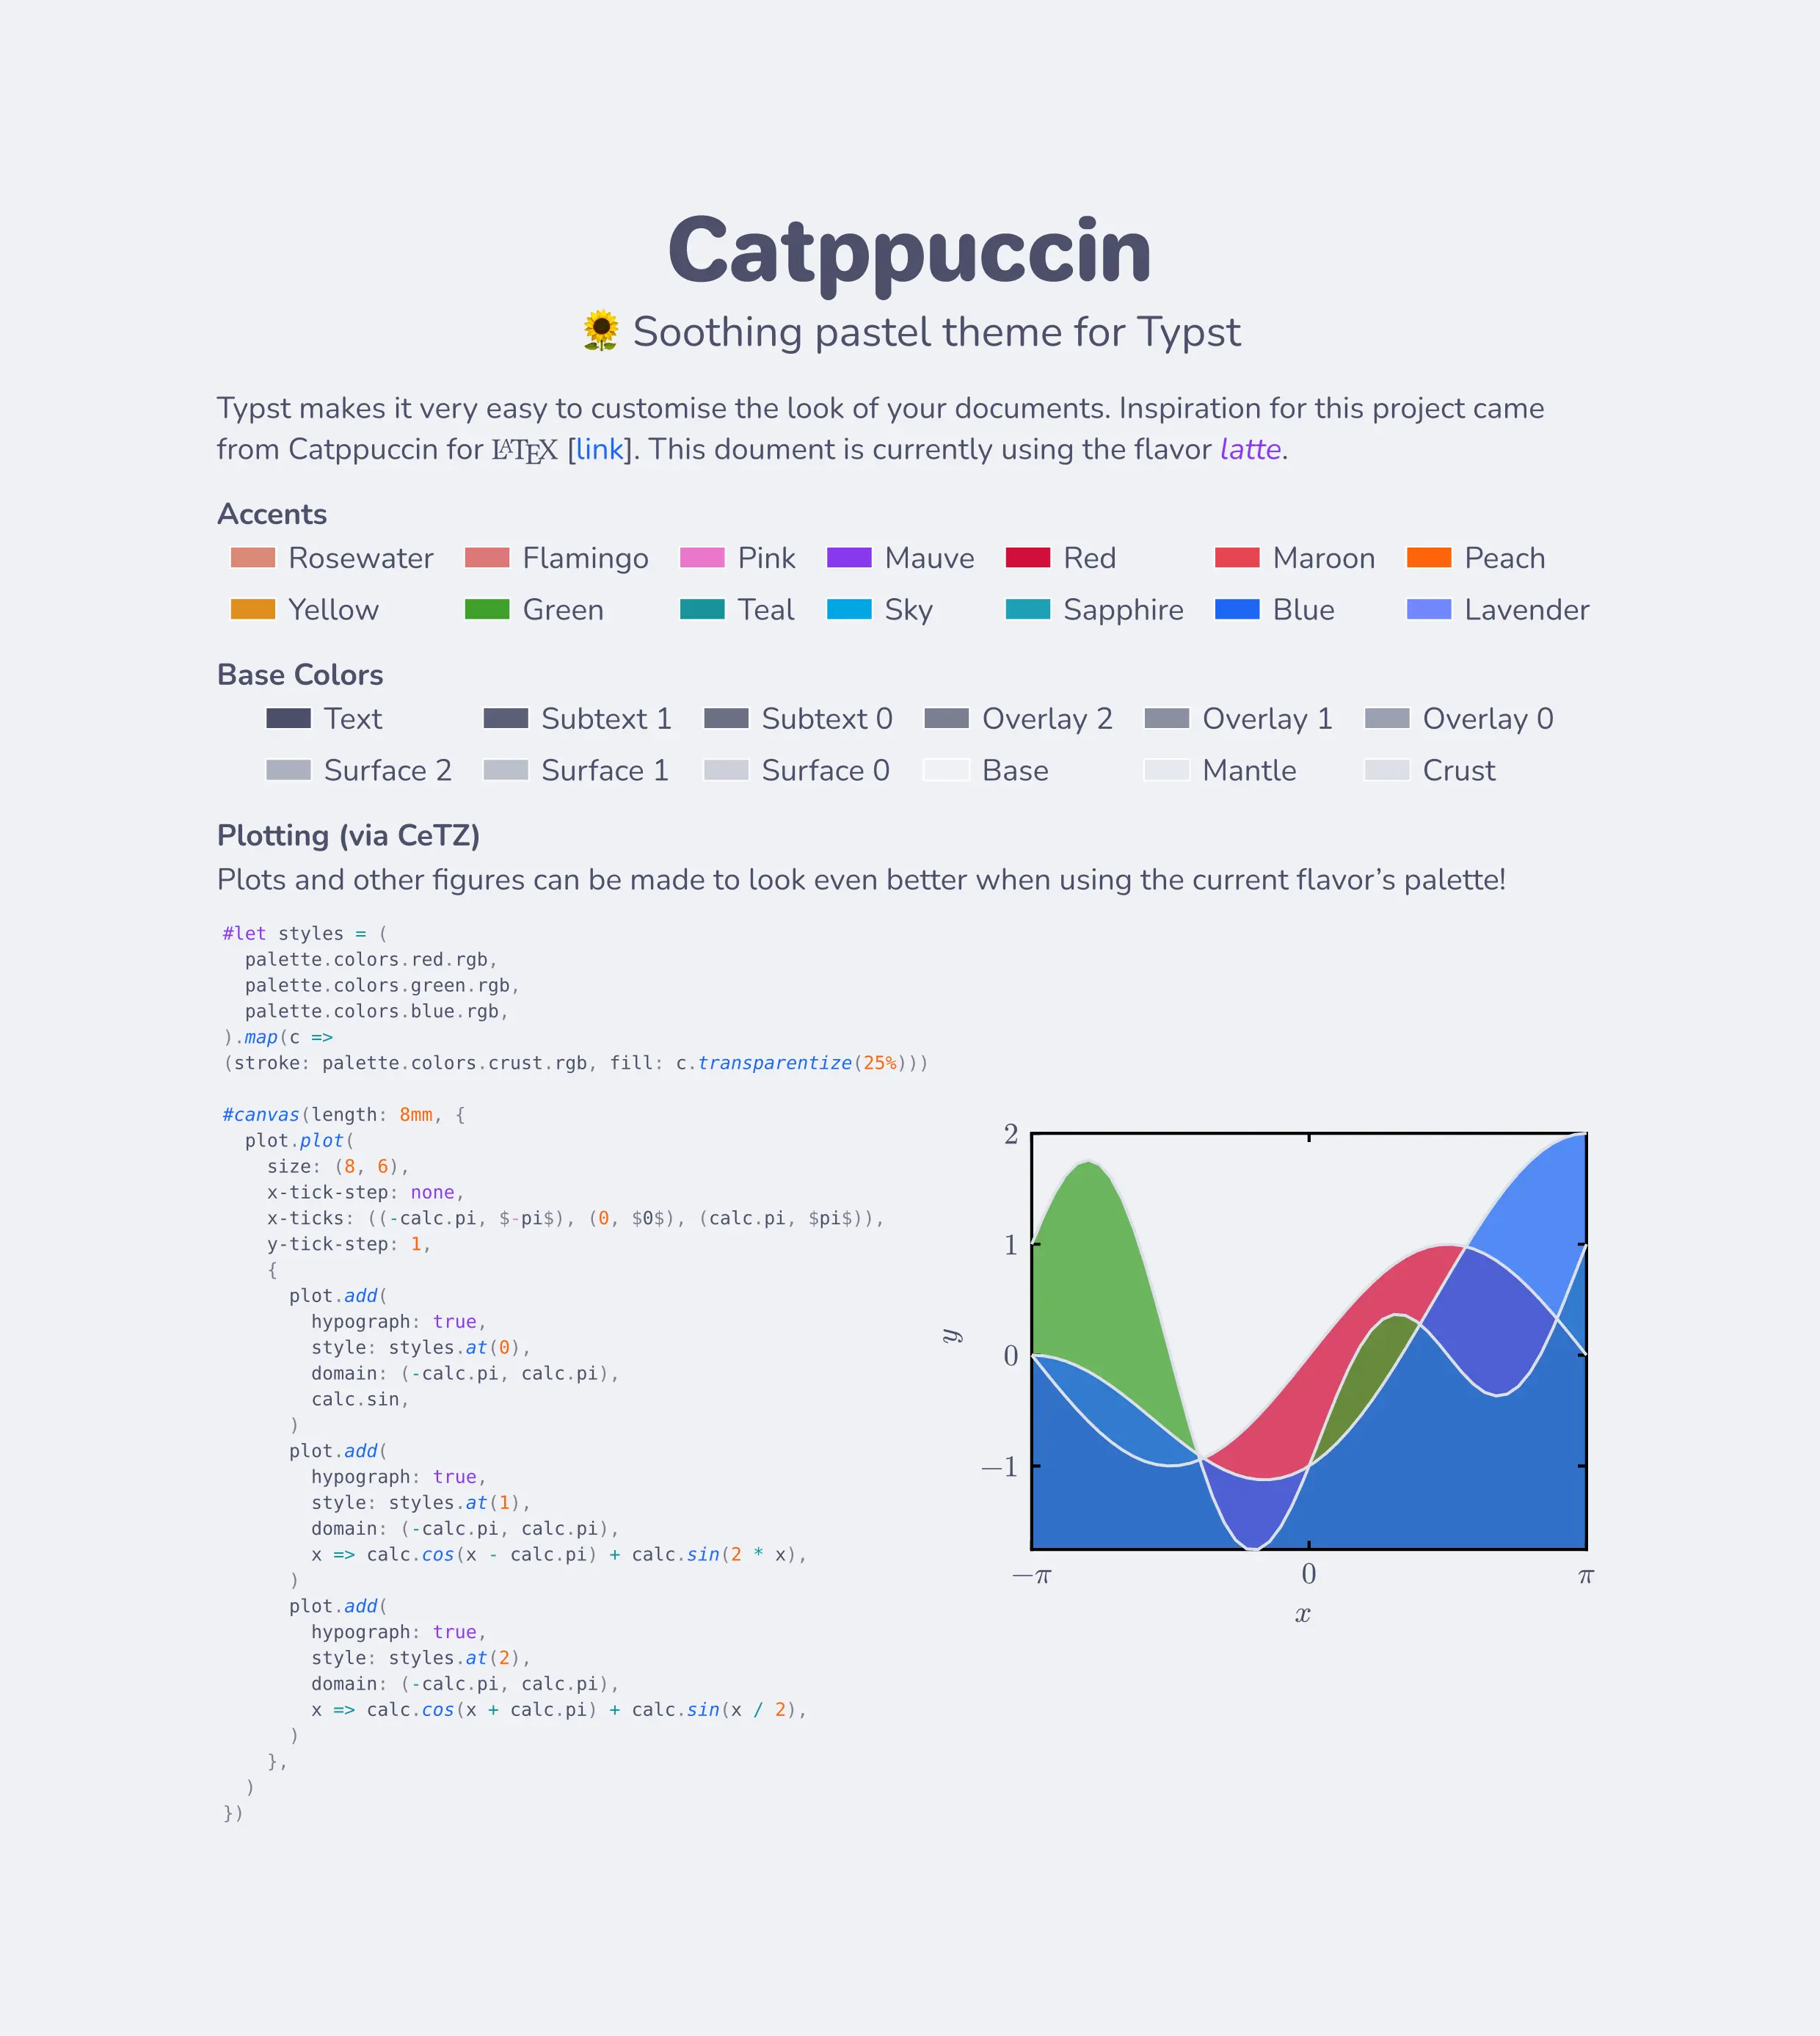 Catppuccin
🌻 Soothing pastel theme for Typst
Typst makes it very easy to customise the look of your documents. Inspiration for this project came
from Catppuccin for LATEX [link]. This doument is currently using the flavor latte.
Accents
Rosewater Flamingo Pink Mauve Red Maroon Peach
Yellow Green Teal Sky Sapphire Blue Lavender
Base Colors
Text Subtext 1 Subtext 0 Overlay 2 Overlay 1 Overlay 0
Surface 2 Surface 1 Surface 0 Base Mantle Crust
Plotting (via CeTZ)
Plots and other figures can be made to look even better when using the current flavor’s palette!
#let styles = (
  palette.colors.red.rgb,
  palette.colors.green.rgb,
  palette.colors.blue.rgb,
).map(c =>
(stroke: palette.colors.crust.rgb, fill: c.transparentize(25%)))
#canvas(length: 8mm, {
  plot.plot(
    size: (8, 6),
    x-tick-step: none,
    x-ticks: ((-calc.pi, $-pi$), (0, $0$), (calc.pi, $pi$)),
    y-tick-step: 1,
    {
      plot.add(
        hypograph: true,
        style: styles.at(0),
        domain: (-calc.pi, calc.pi),
        calc.sin,
      )
      plot.add(
        hypograph: true,
        style: styles.at(1),
        domain: (-calc.pi, calc.pi),
        x => calc.cos(x - calc.pi) + calc.sin(2 * x),
      )
      plot.add(
        hypograph: true,
        style: styles.at(2),
        domain: (-calc.pi, calc.pi),
        x => calc.cos(x + calc.pi) + calc.sin(x / 2),
      )
    },
  )
})
2
1
0
−1
y
−π 0 π
x